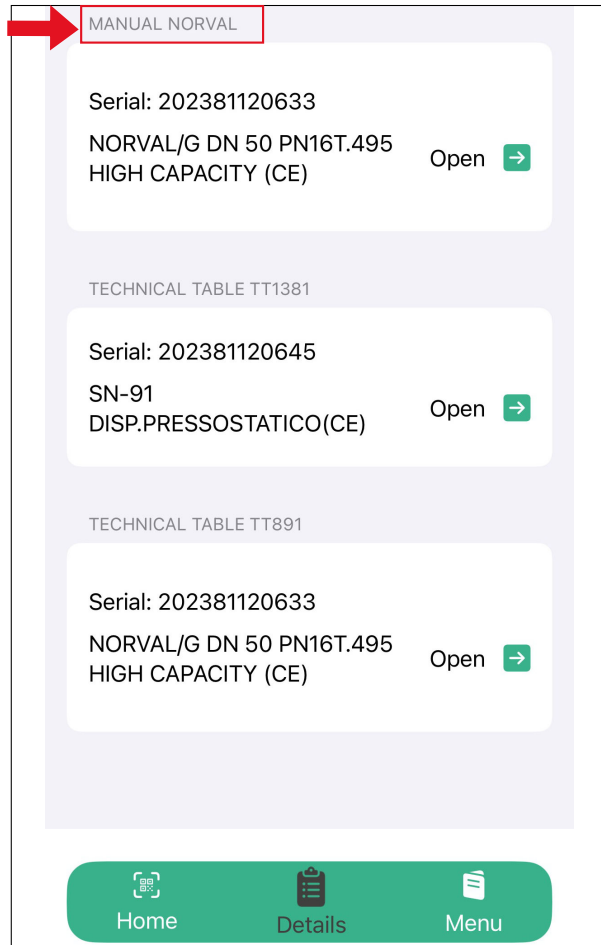 MANUAL NORVAL
Serial: 202381120633
NORVAL/G DN 50 PN16T.495
HIGH CAPACITY (CE)
Open
TECHNICAL TABLE TT1381
Serial: 202381120645
SN-91
DISP.PRESSOSTATICO(CE)
Open
TECHNICAL TABLE TT891
Serial: 202381120633
NORVAL/G DN 50 PN16T.495
HIGH CAPACITY (CE)
Open
Home
Details
Menu